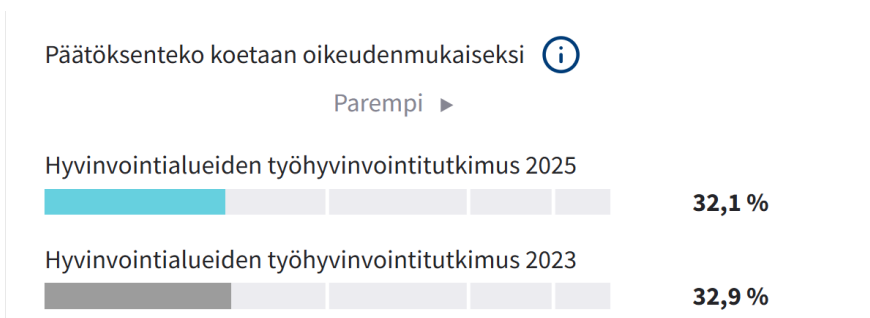 Päätöksenteko koetaan oikeudenmukaiseksi
Parempi
Hyvinvointialueiden työhyvinvointitutkimus 2025
32,1 %
Hyvinvointialueiden työhyvinvointitutkimus 2023
32,9 %